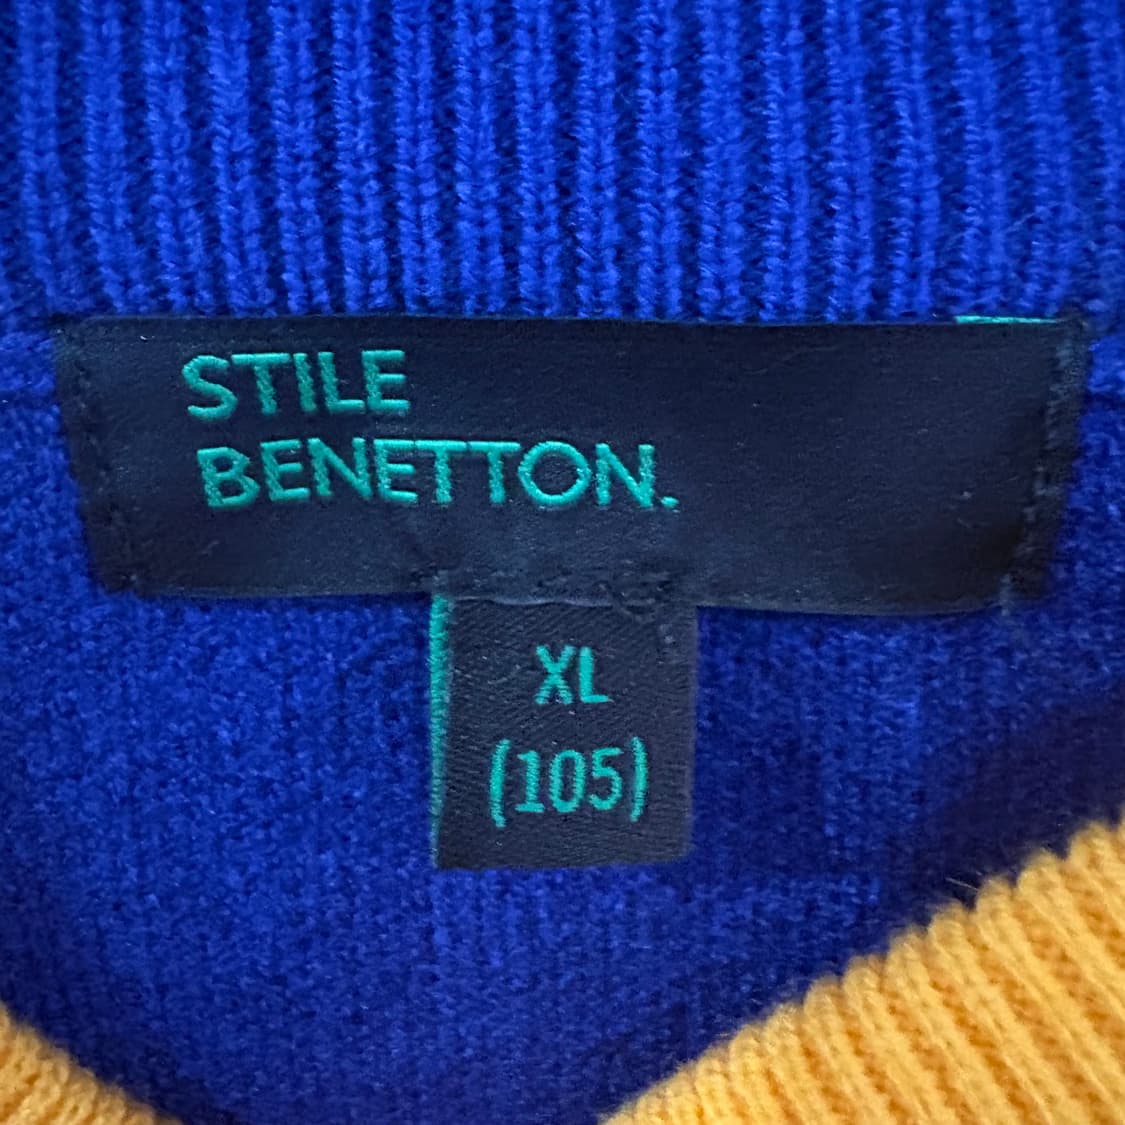 STILE
BENETTON.
XL
(105)